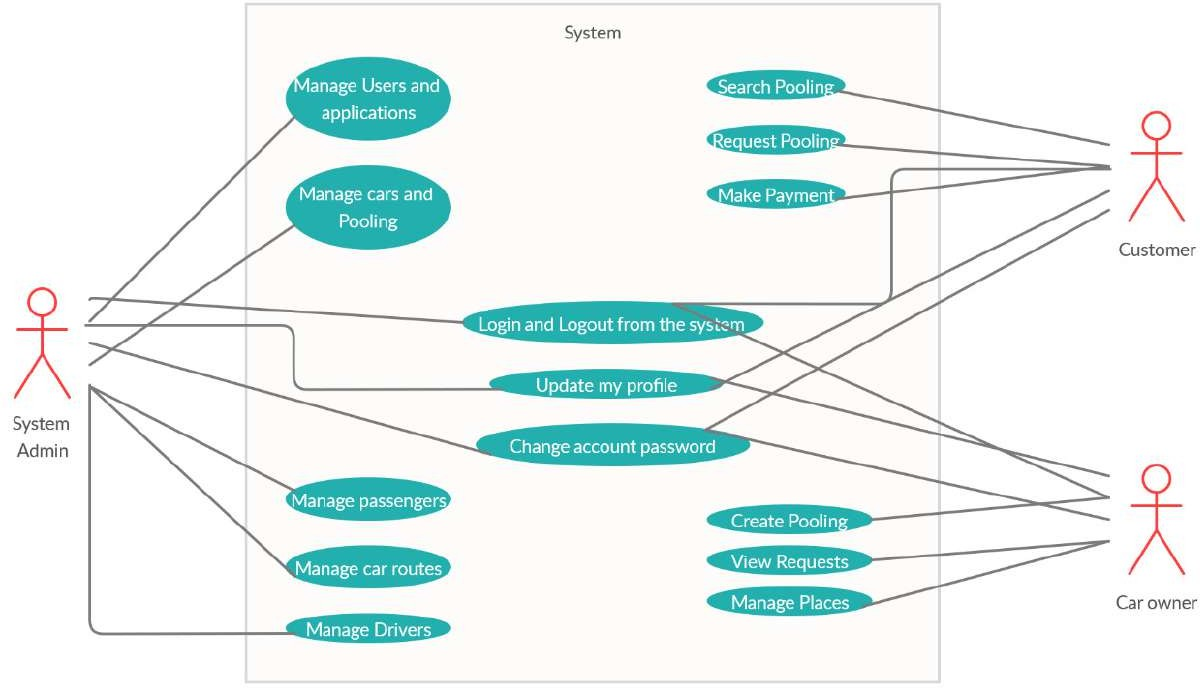 System
Manage Users and
applications
Search Pooling
Request Pooling
Manage cars and
Pooling
Make Payment
Customer
Login and Logout from the system
Update my profile
System
Admin
Change account password
Manage passengers
Create Pooling
View Requests
Manage car routes
Manage Places
Car owner
Manage Drivers